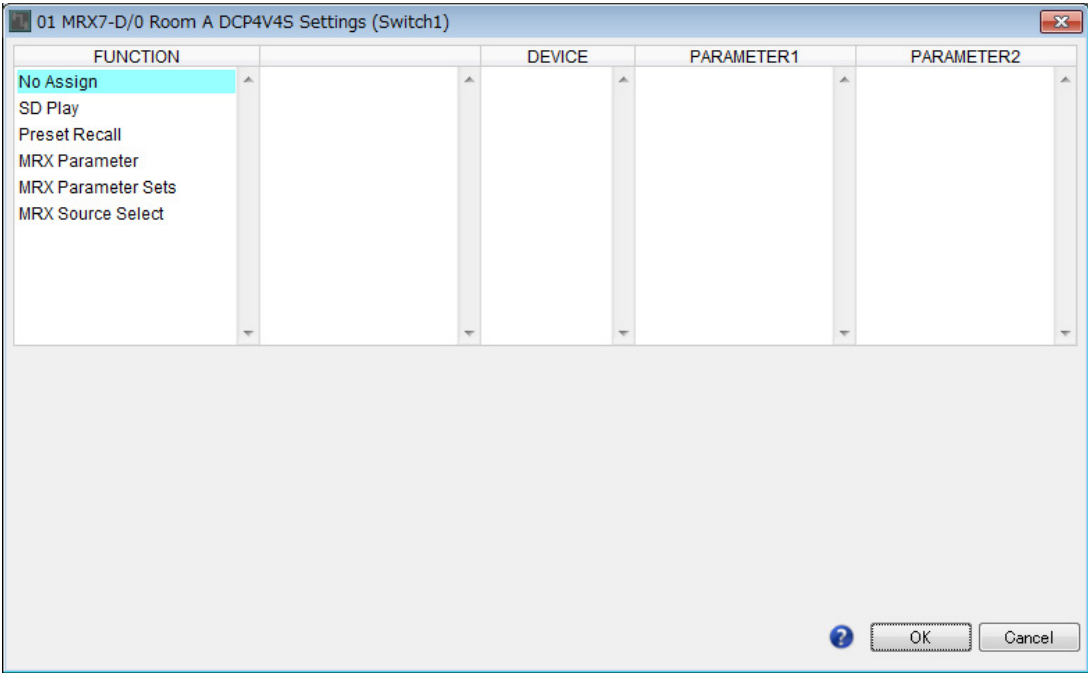 01 MRX7-D/0 Room A DCP4V4S Settings (Switch1)
FUNCTION DEVICE PARAMETER1 PARAMETER2
No Assign
SD Play
Preset Recall
MRX Parameter
MRX Parameter Sets
MRX Source Select
? OK Cancel